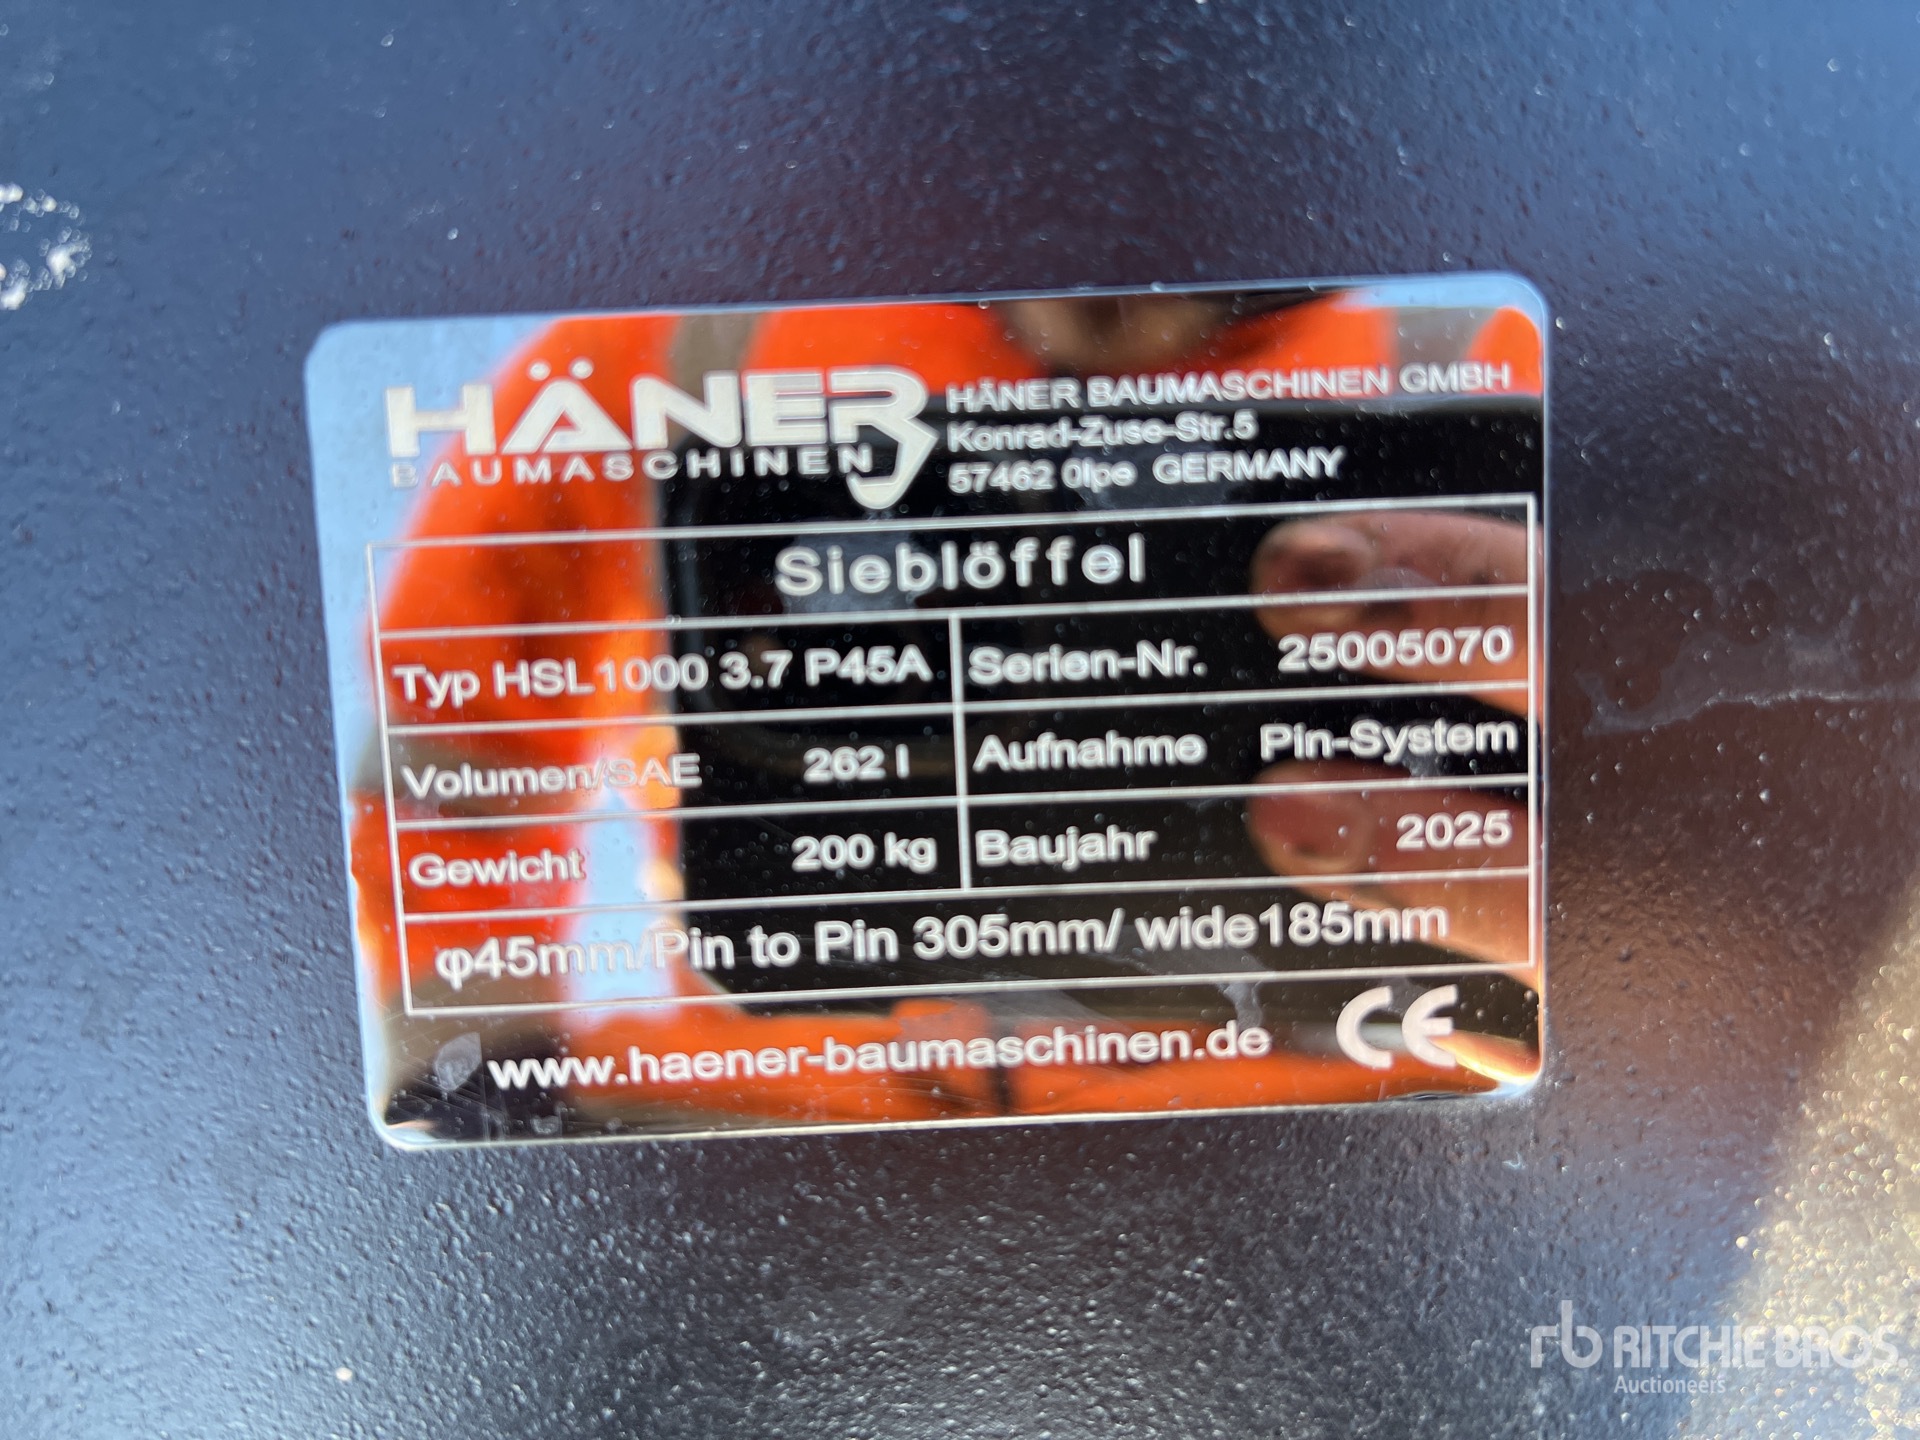 HÄNER
BAUMASCHINEN
HÄNER BAUMASCHINEN GMBH
Konrad-Zuse-Str.5
57462 0lpe GERMANY
Sieblöffel
Typ HSL1000 3.7 P45A
Serien-Nr. 25005070
Volumen/SAE 262 l
Aufnahme Pin-System
Gewicht 200 kg
Baujahr 2025
φ45mm/Pin to Pin 305mm/ wide185mm
www.haener-baumaschinen.de CE
rb RITCHIE BROS.
Auctioneers